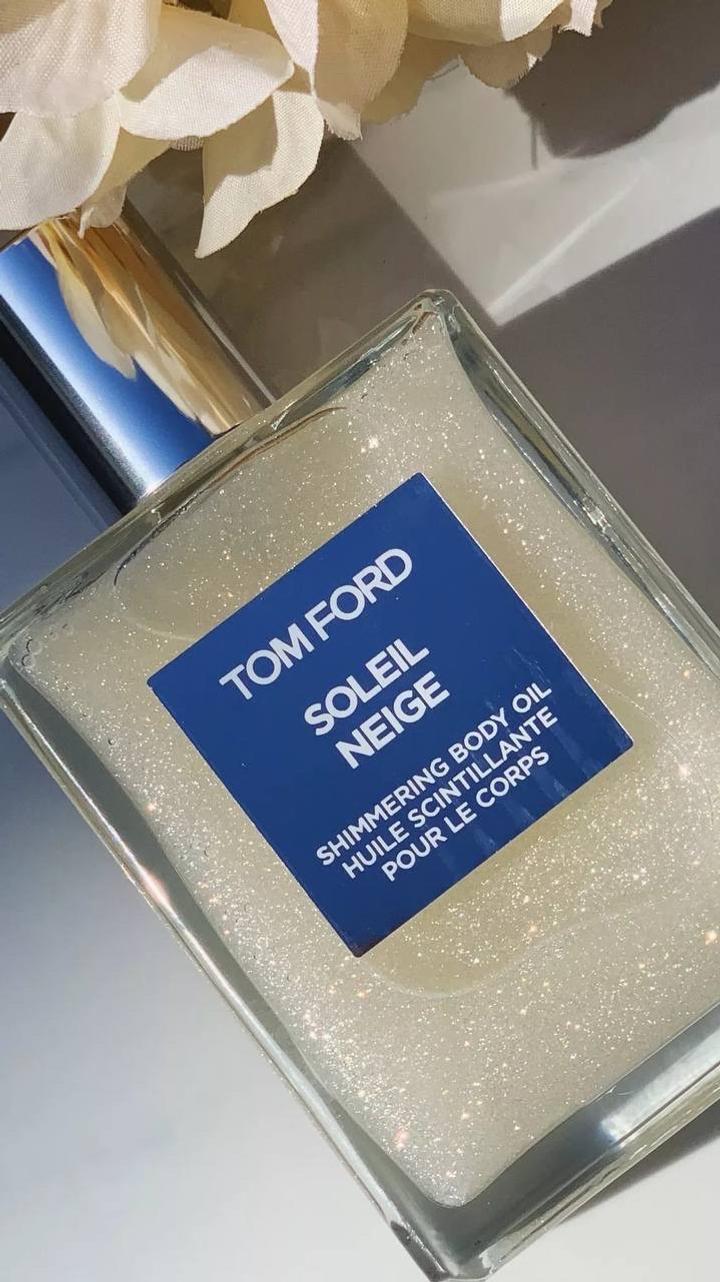 TOM FORD
SOLEIL
NEIGE
SHIMMERING BODY OIL
HUILE SCINTILLANTE
POUR LE CORPS